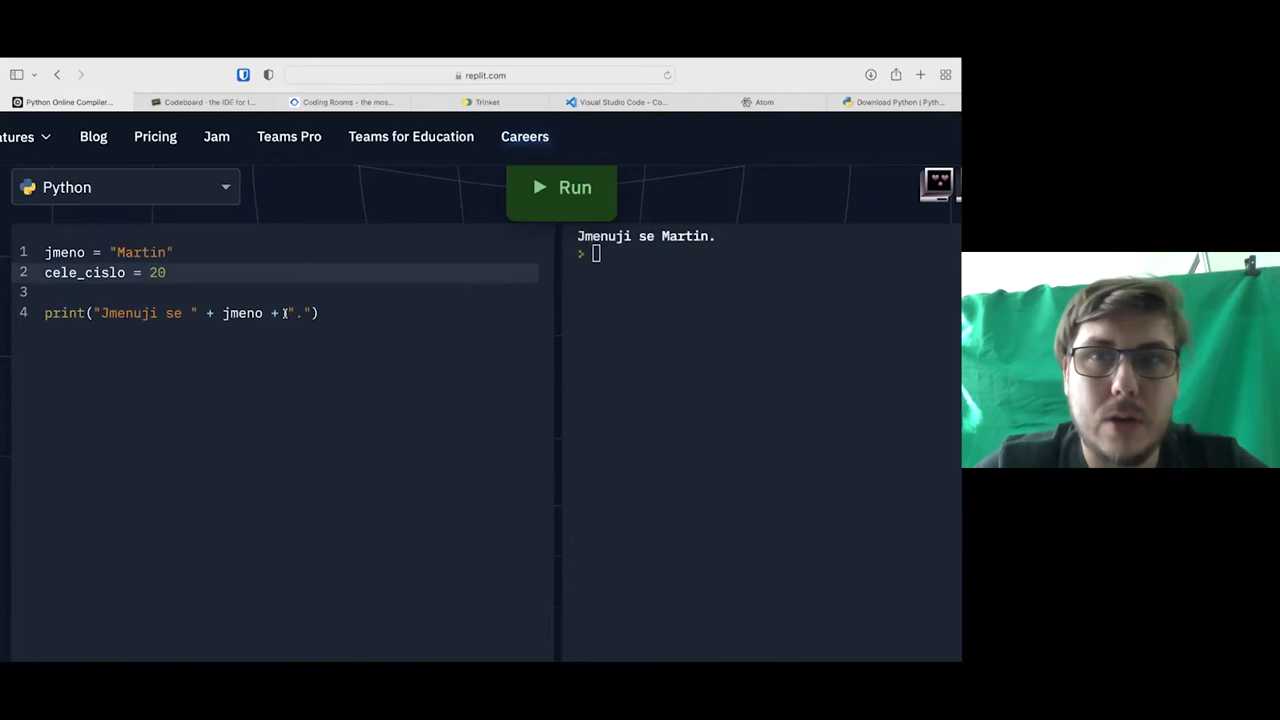 replit.com
Python Online Compiler... Codeboard - the IDE for t... Coding Rooms - the mos... Trinket Visual Studio Code - Co... Atom Download Python | Pyth...
atures Blog Pricing Jam Teams Pro Teams for Education Careers
Python
Run
1 jmeno = "Martin"
2 cele_cislo = 20
3
4 print("Jmenuji se " + jmeno + ".")
Jmenuji se Martin.
>